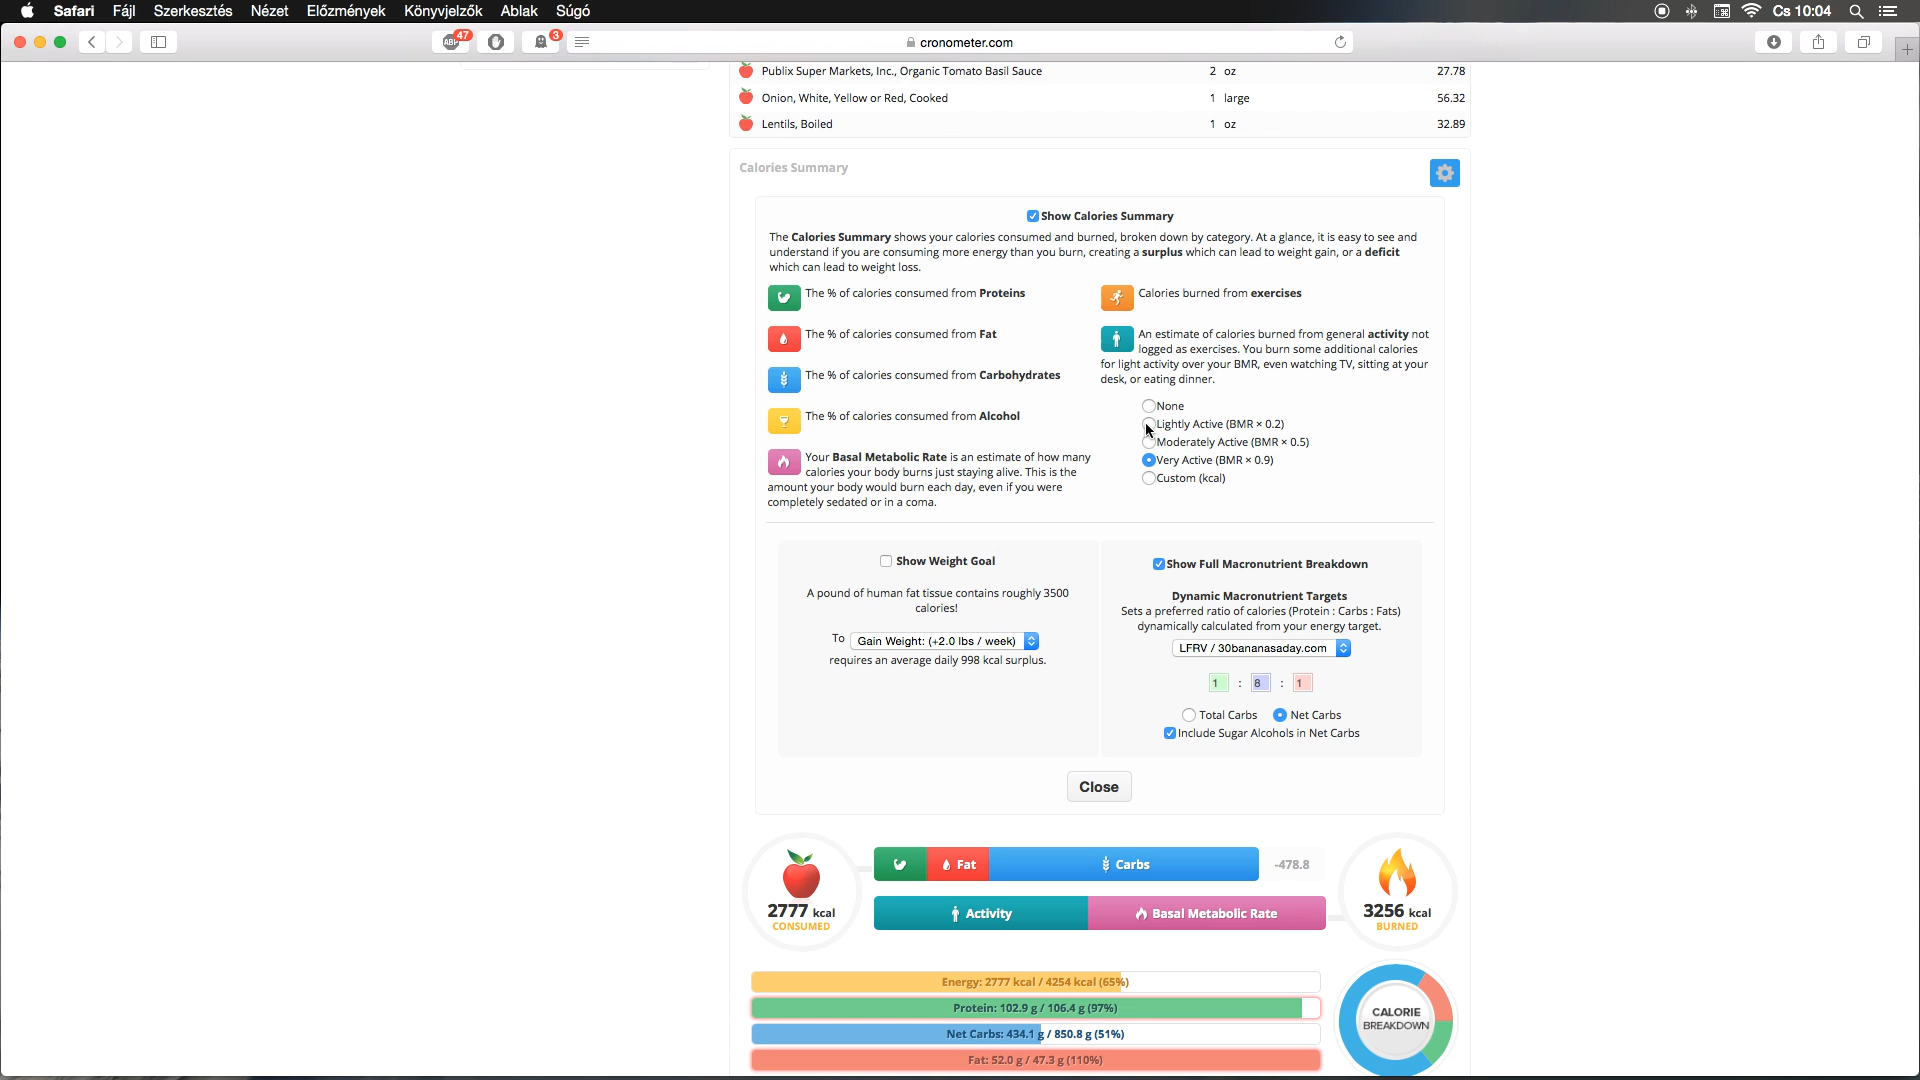 Safari Fájl Szerkesztés Nézet Előzmények Könyvjelzők Ablak Súgó Cs 10:04
ABP 47 3 cronometer.com
Publix Super Markets, Inc., Organic Tomato Basil Sauce 2 oz 27.78
Onion, White, Yellow or Red, Cooked 1 large 56.32
Lentils, Boiled 1 oz 32.89
Calories Summary
Show Calories Summary
The Calories Summary shows your calories consumed and burned, broken down by category. At a glance, it is easy to see and
understand if you are consuming more energy than you burn, creating a surplus which can lead to weight gain, or a deficit
which can lead to weight loss.
The % of calories consumed from Proteins
The % of calories consumed from Fat
The % of calories consumed from Carbohydrates
The % of calories consumed from Alcohol
Your Basal Metabolic Rate is an estimate of how many
calories your body burns just staying alive. This is the
amount your body would burn each day, even if you were
completely sedated or in a coma.
Calories burned from exercises
An estimate of calories burned from general activity not
logged as exercises. You burn some additional calories
for light activity over your BMR, even watching TV, sitting at your
desk, or eating dinner.
None
Lightly Active (BMR × 0.2)
Moderately Active (BMR × 0.5)
Very Active (BMR × 0.9)
Custom (kcal)
Show Weight Goal
A pound of human fat tissue contains roughly 3500
calories!
To Gain Weight: (+2.0 lbs / week)
requires an average daily 998 kcal surplus.
Show Full Macronutrient Breakdown
Dynamic Macronutrient Targets
Sets a preferred ratio of calories (Protein : Carbs : Fats)
dynamically calculated from your energy target.
LFRV / 30bananasaday.com
1 : 8 : 1
Total Carbs Net Carbs
Include Sugar Alcohols in Net Carbs
Close
2777 kcal
CONSUMED
Fat Carbs -478.8
Activity Basal Metabolic Rate
3256 kcal
BURNED
Energy: 2777 kcal / 4254 kcal (65%)
Protein: 102.9 g / 106.4 g (97%)
Net Carbs: 434.1 g / 850.8 g (51%)
Fat: 52.0 g / 47.3 g (110%)
CALORIE
BREAKDOWN